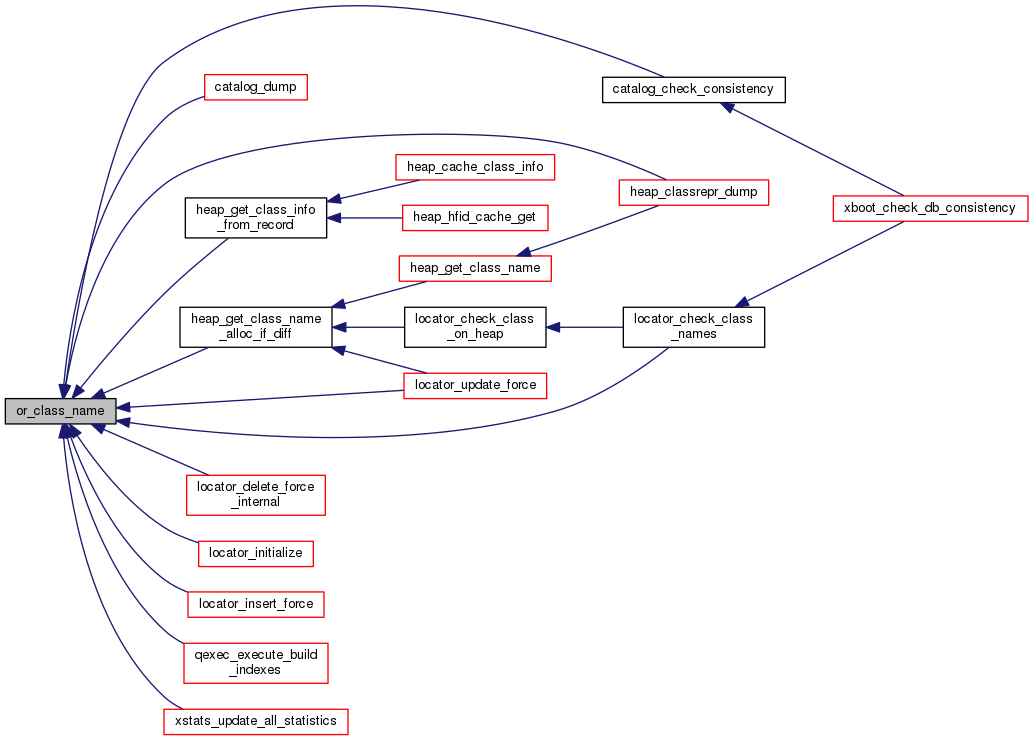 catalog_check_consistency
catalog_dump
heap_cache_class_info
heap_classrepr_dump
heap_get_class_info
_from_record
xboot_check_db_consistency
heap_hfid_cache_get
heap_get_class_name
heap_get_class_name
_alloc_if_diff
locator_check_class
_on_heap
locator_check_class
_names
locator_update_force
or_class_name
locator_delete_force
_internal
locator_initialize
locator_insert_force
qexec_execute_build
_indexes
xstats_update_all_statistics